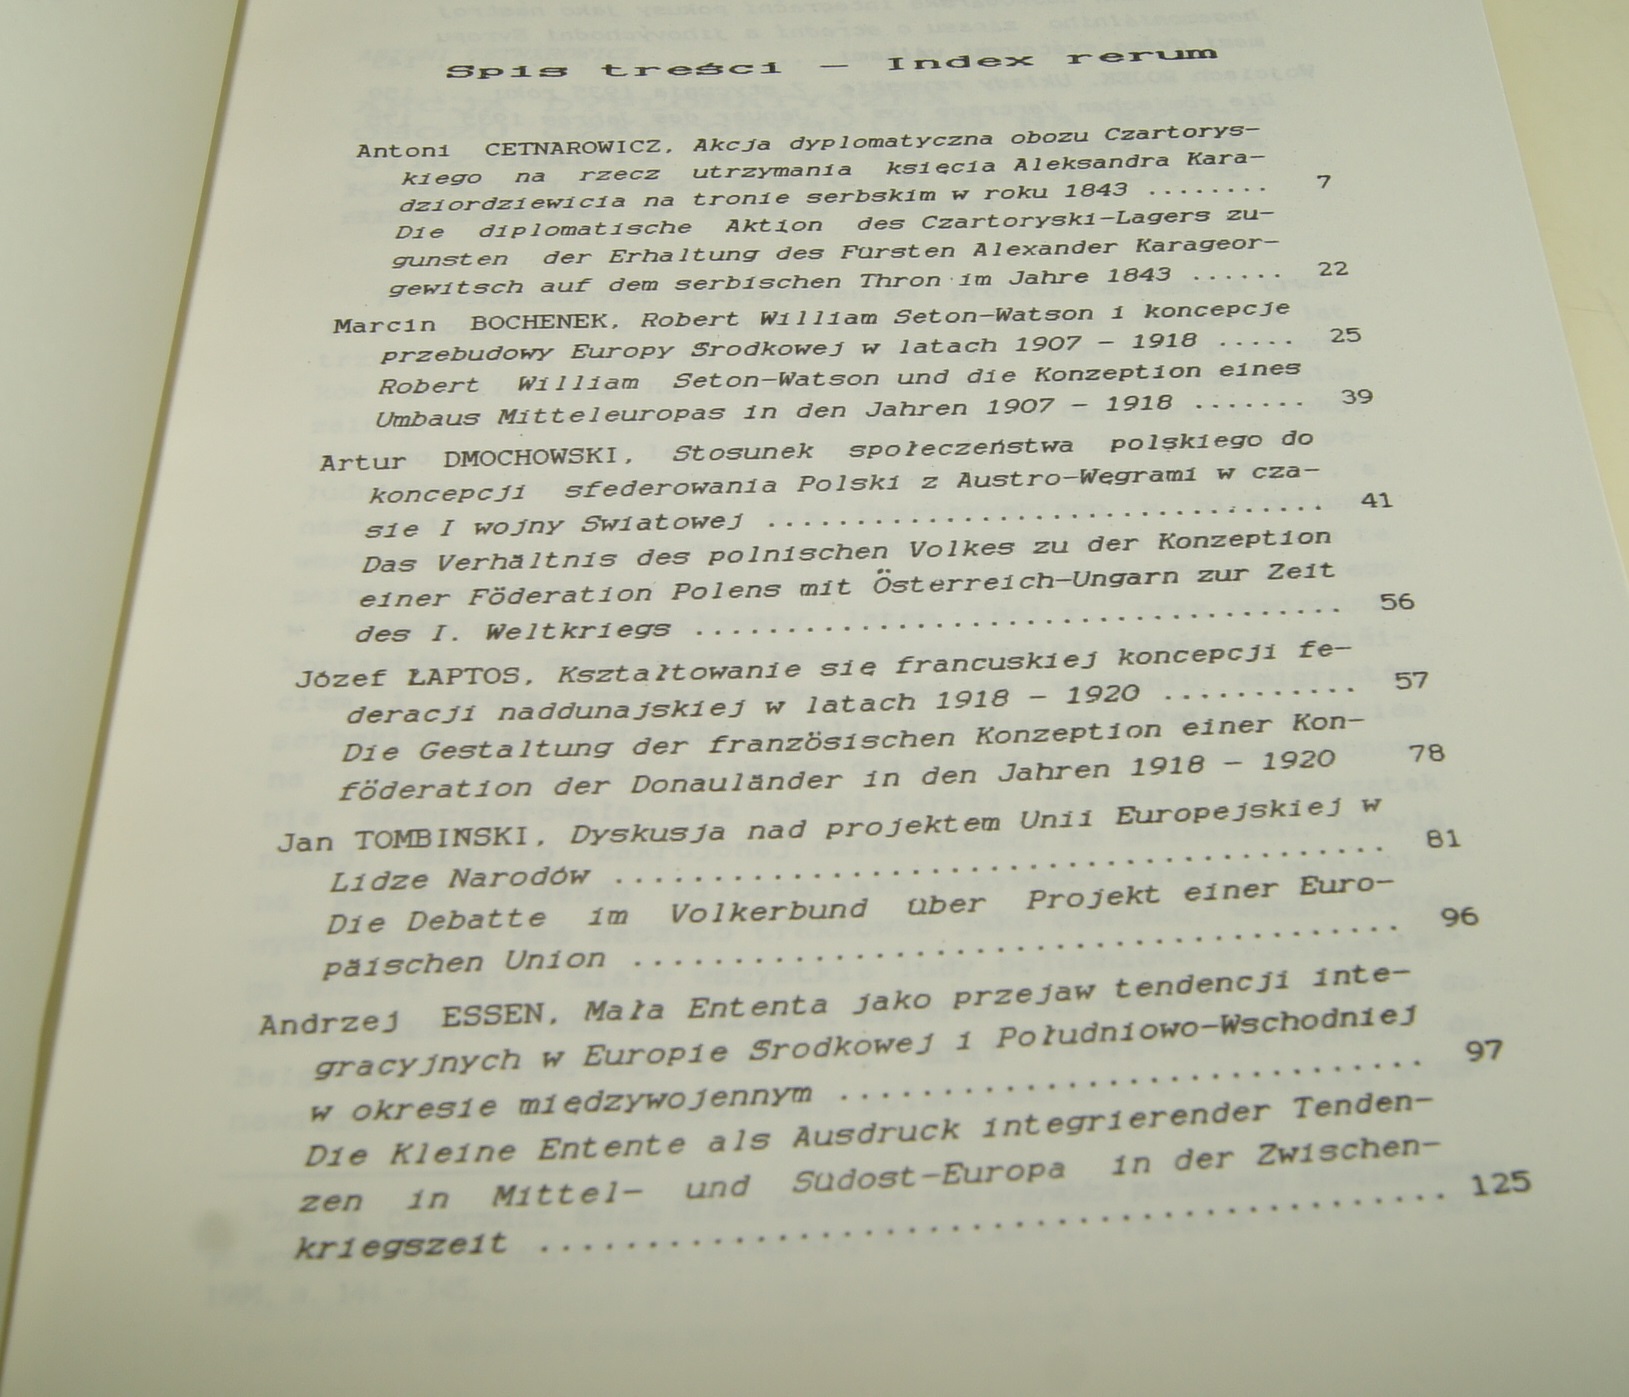 Spis treści — Index rerum
Antoni CETNAROWICZ, Akcja dyplomatyczna obozu Czartorys-
kiego na rzecz utrzymania księcia Aleksandra Kara-
dziordziewicia na tronie serbskim w roku 1843 ........ 7
Die diplomatische Aktion des Czartoryski-Lagers zu-
gunsten der Erhaltung des Fursten Alexander Karageor-
gewitsch auf dem serbischen Thron im Jahre 1843 ...... 22
Marcin BOCHENEK, Robert William Seton-Watson i koncepcje
przebudowy Europy Srodkowej w latach 1907 - 1918 ..... 25
Robert William Seton-Watson und die Konzeption eines
Umbaus Mitteleuropas in den Jahren 1907 - 1918 ....... 39
Artur DMOCHOWSKI, Stosunek społeczeństwa polskiego do
koncepcji sfederowania Polski z Austro-Węgrami w cza-
sie I wojny Swiatowej ................................ 41
Das Verhältnis des polnischen Volkes zu der Konzeption
einer Föderation Polens mit Österreich-Ungarn zur Zeit
des I. Weltkriegs .................................... 56
Józef ŁAPTOS, Kształtowanie się francuskiej koncepcji fe-
deracji naddunajskiej w latach 1918 - 1920 ........... 57
Die Gestaltung der französischen Konzeption einer Kon-
föderation der Donauländer in den Jahren 1918 - 1920 78
Jan TOMBINSKI, Dyskusja nad projektem Unii Europejskiej w
Lidze Narodów ........................................ 81
Die Debatte im Volkerbund uber Projekt einer Euro-
päischen Union ....................................... 96
Andrzej ESSEN, Mała Ententa jako przejaw tendencji inte-
gracyjnych w Europie Srodkowej i Południowo-Wschodniej
w okresie międzywojennym ............................. 97
Die Kleine Entente als Ausdruck integrierender Tenden-
zen in Mittel- und Sudost-Europa in der Zwischen-
kriegszeit ........................................... 125